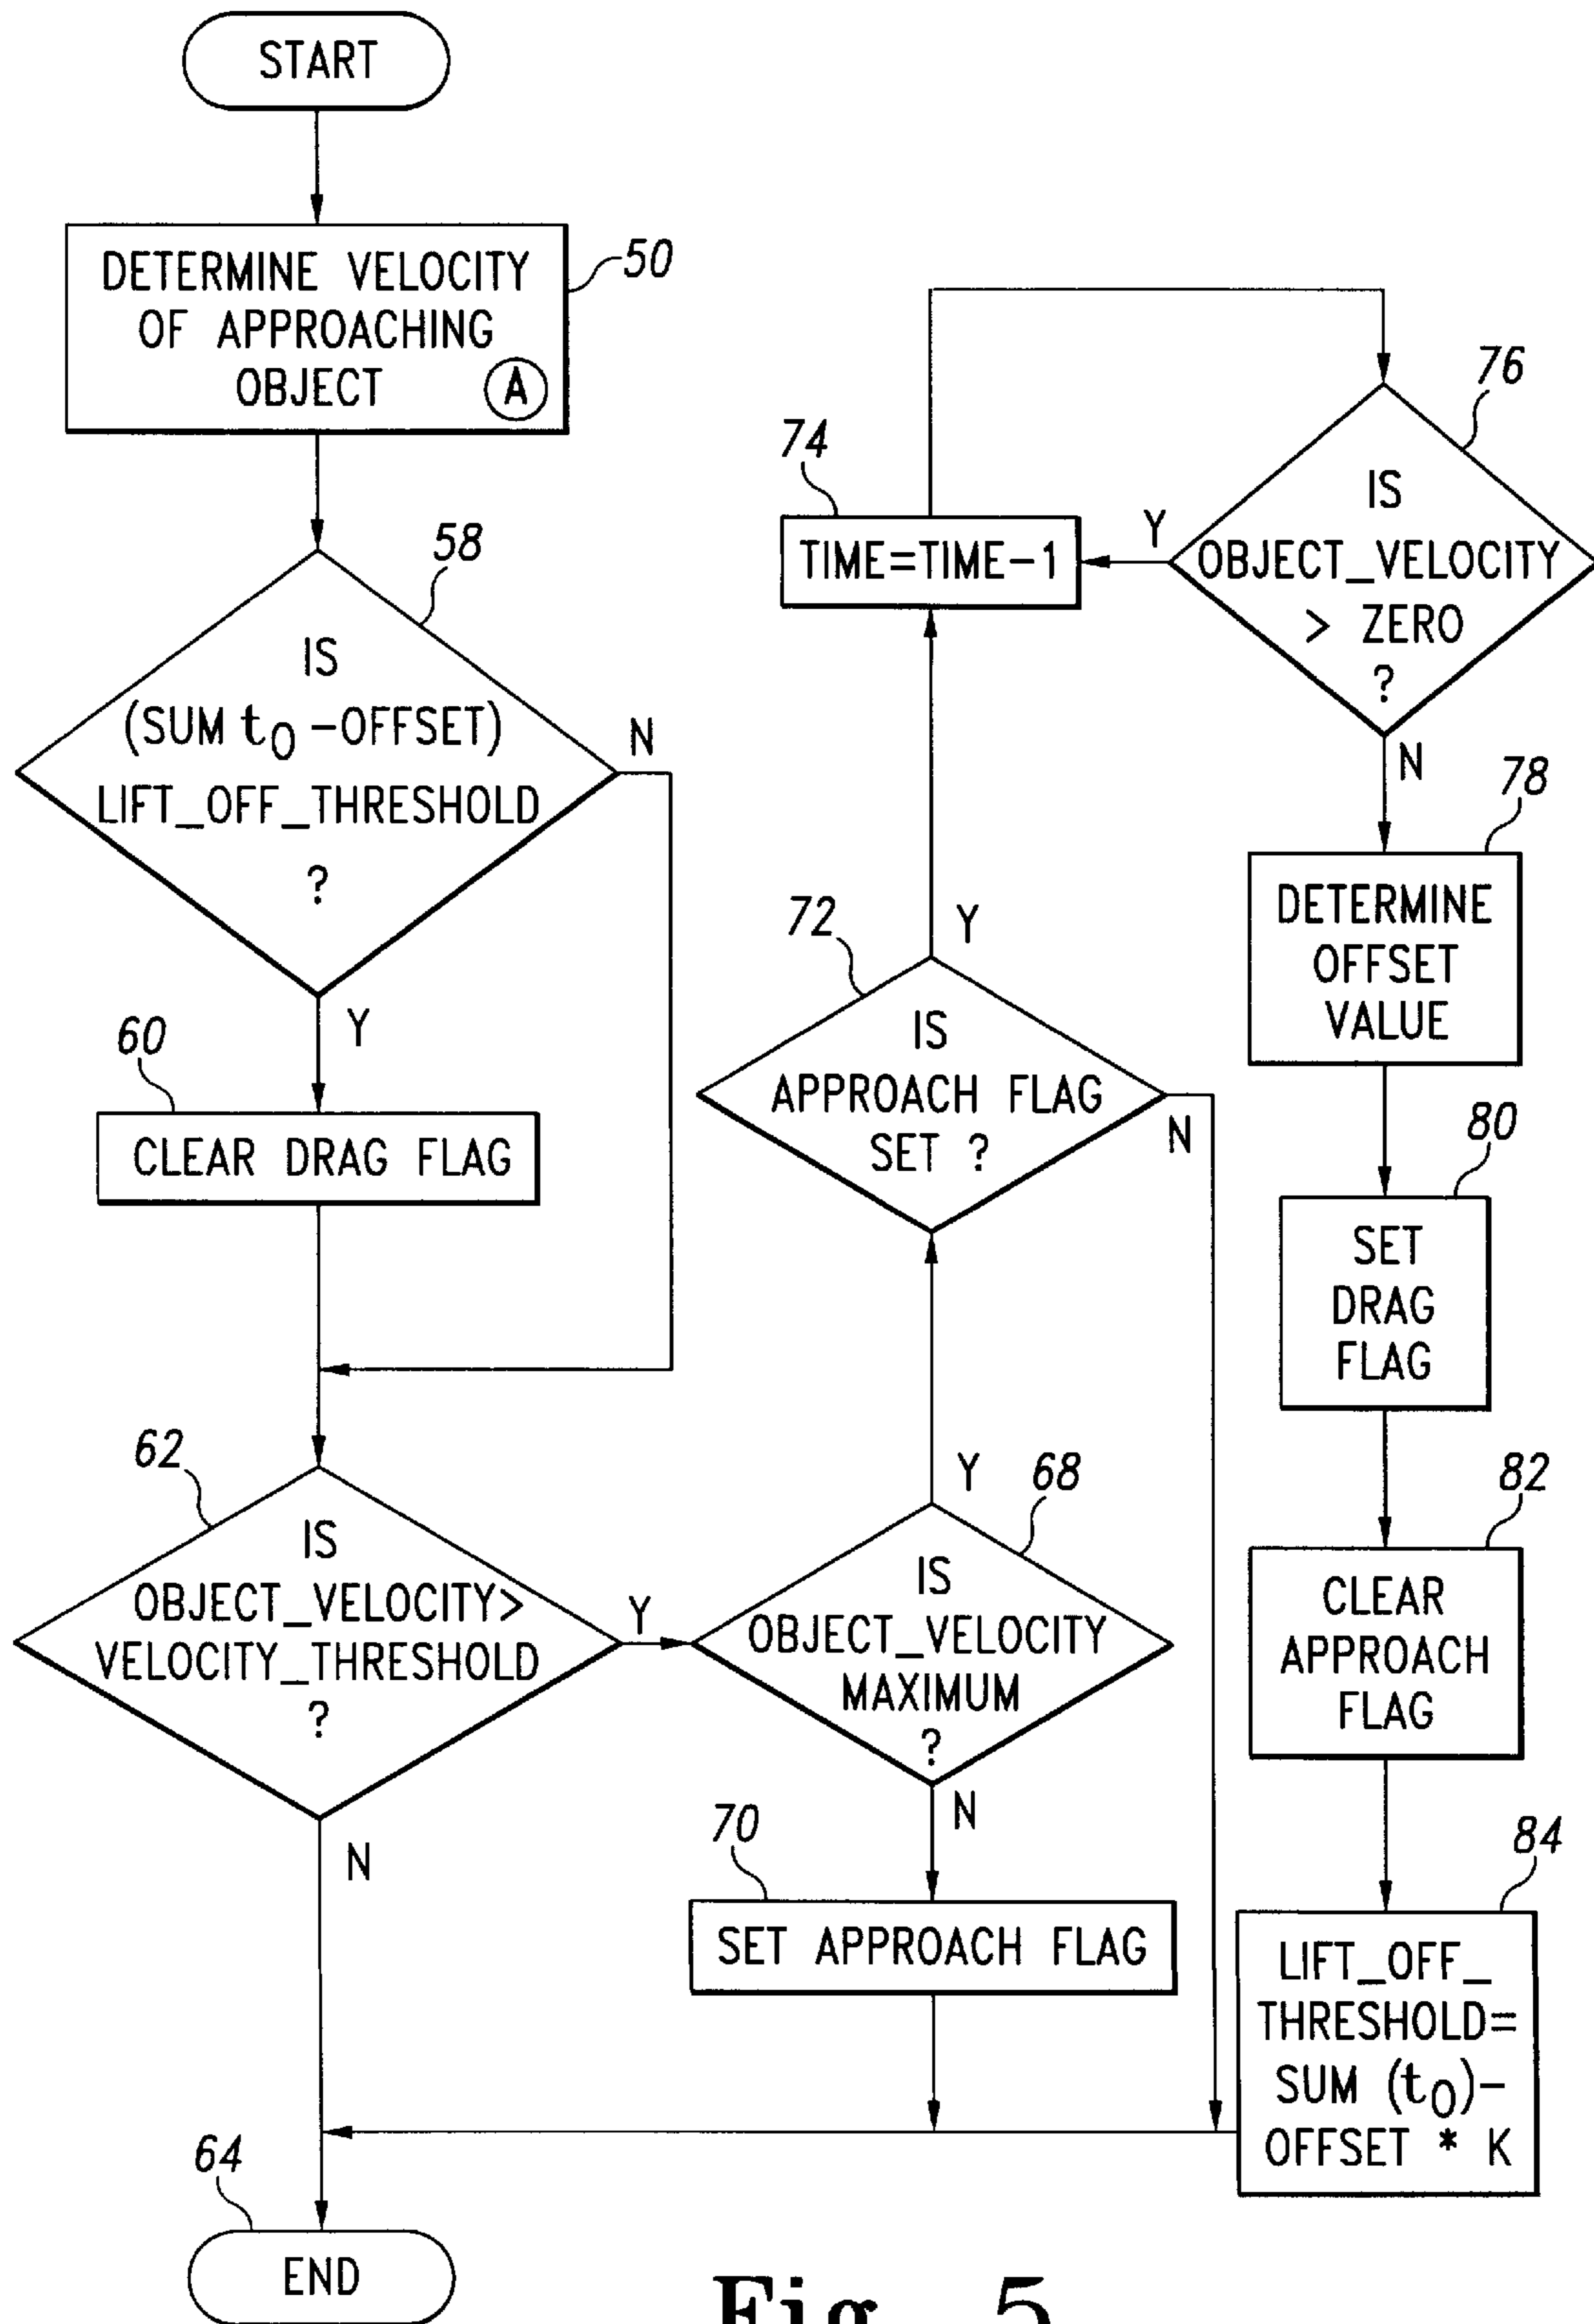 START
DETERMINE VELOCITY
OF APPROACHING
OBJECT
A
50
58
IS
(SUM t0 -OFFSET)
LIFT_OFF_THRESHOLD
?
N
Y
60
CLEAR DRAG FLAG
62
IS
OBJECT_VELOCITY>
VELOCITY_THRESHOLD
?
Y
N
64
END
68
IS
OBJECT_VELOCITY
MAXIMUM
?
Y
N
70
SET APPROACH FLAG
72
IS
APPROACH FLAG
SET ?
Y
N
74
TIME=TIME-1
76
IS
OBJECT_VELOCITY
> ZERO
?
Y
N
78
DETERMINE
OFFSET
VALUE
80
SET
DRAG
FLAG
82
CLEAR
APPROACH
FLAG
84
LIFT_OFF_
THRESHOLD=
SUM (t0)-
OFFSET * K
Fig. 5